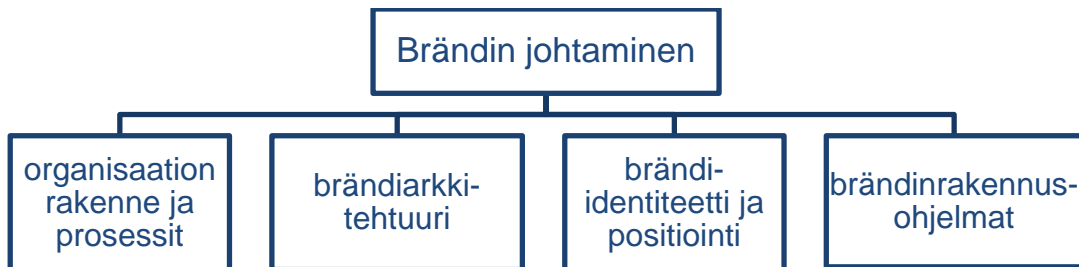 Brändin johtaminen
organisaation
rakenne ja
prosessit
brändiarkki-
tehtuuri
brändi-
identiteetti ja
positiointi
brändinrakennus-
ohjelmat